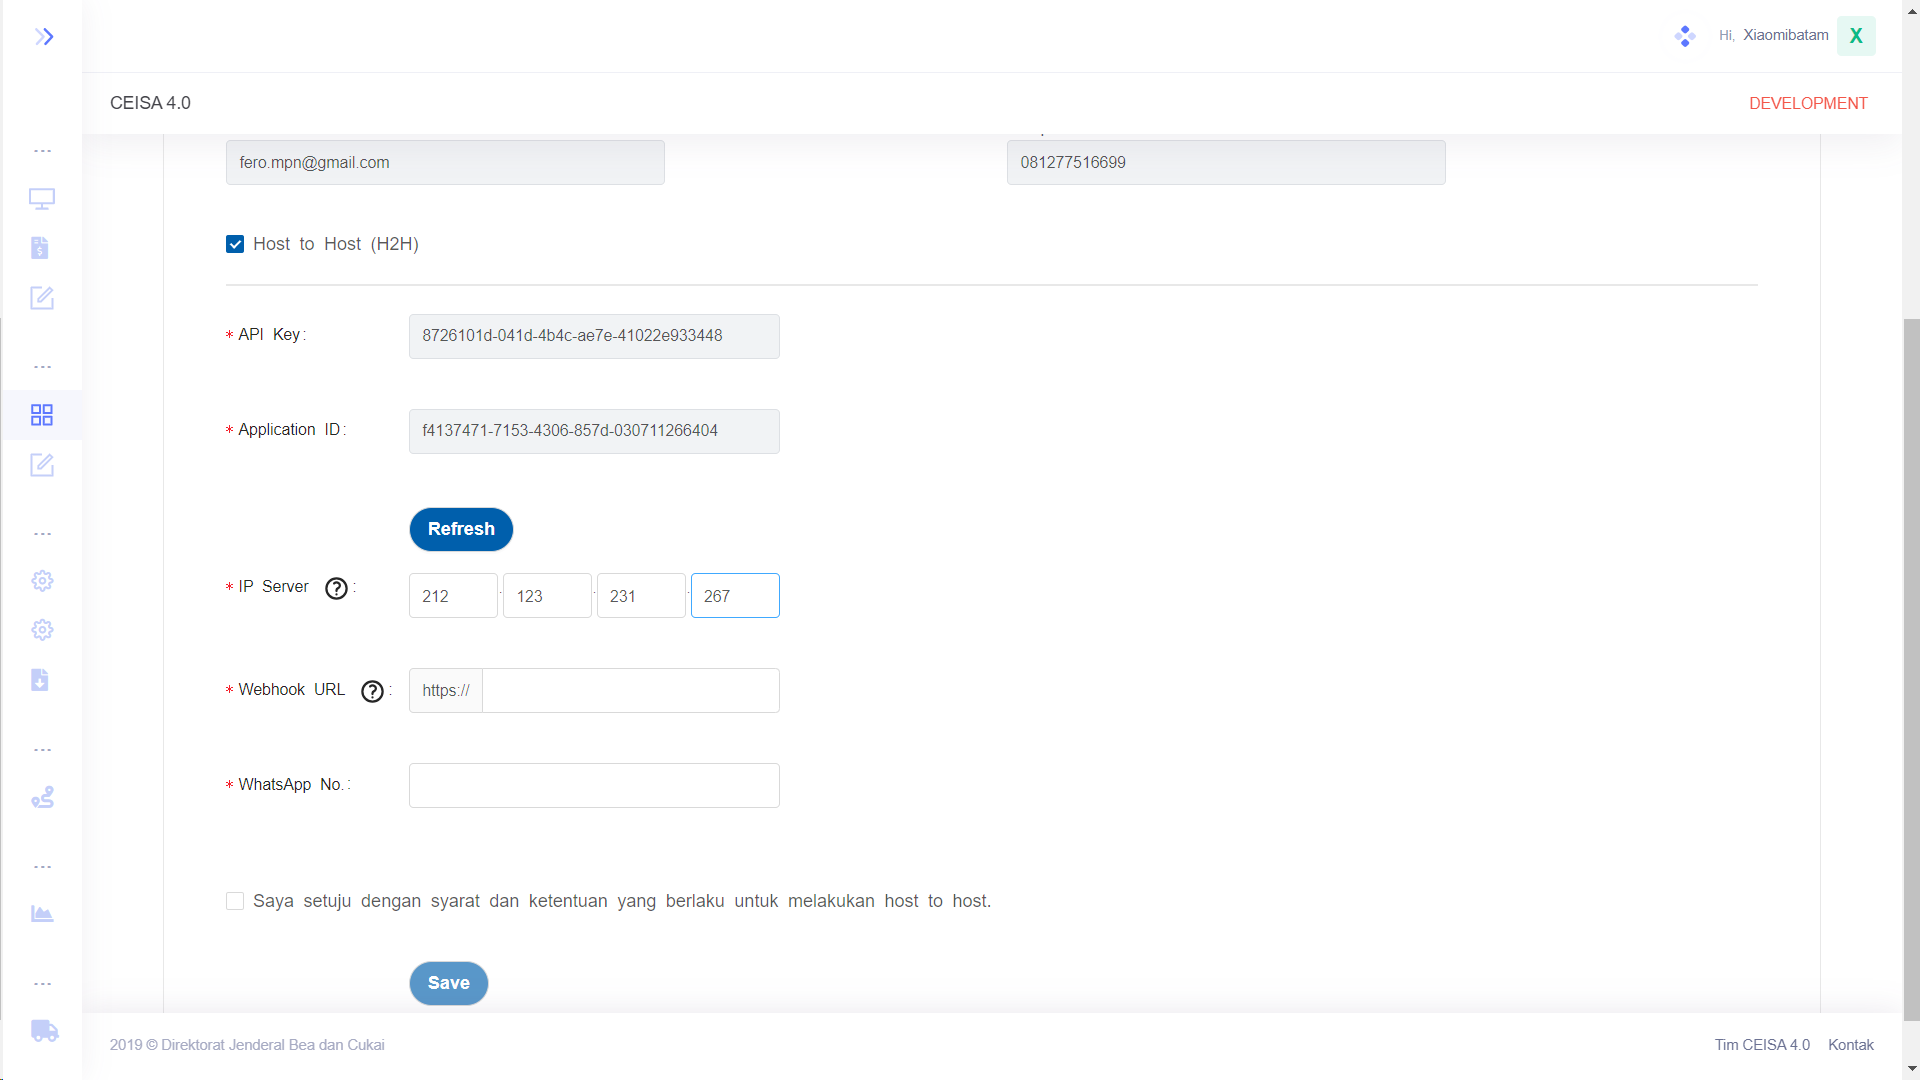 Hi, Xiaomibatam X
CEISA 4.0 DEVELOPMENT
fero.mpn@gmail.com 081277516699
Host to Host (H2H)
* API Key: 8726101d-041d-4b4c-ae7e-41022e933448
* Application ID: f4137471-7153-4306-857d-030711266404
Refresh
* IP Server ? : 212 . 123 . 231 . 267
* Webhook URL ? : https://
* WhatsApp No.:
Saya setuju dengan syarat dan ketentuan yang berlaku untuk melakukan host to host.
Save
2019 © Direktorat Jenderal Bea dan Cukai Tim CEISA 4.0 Kontak